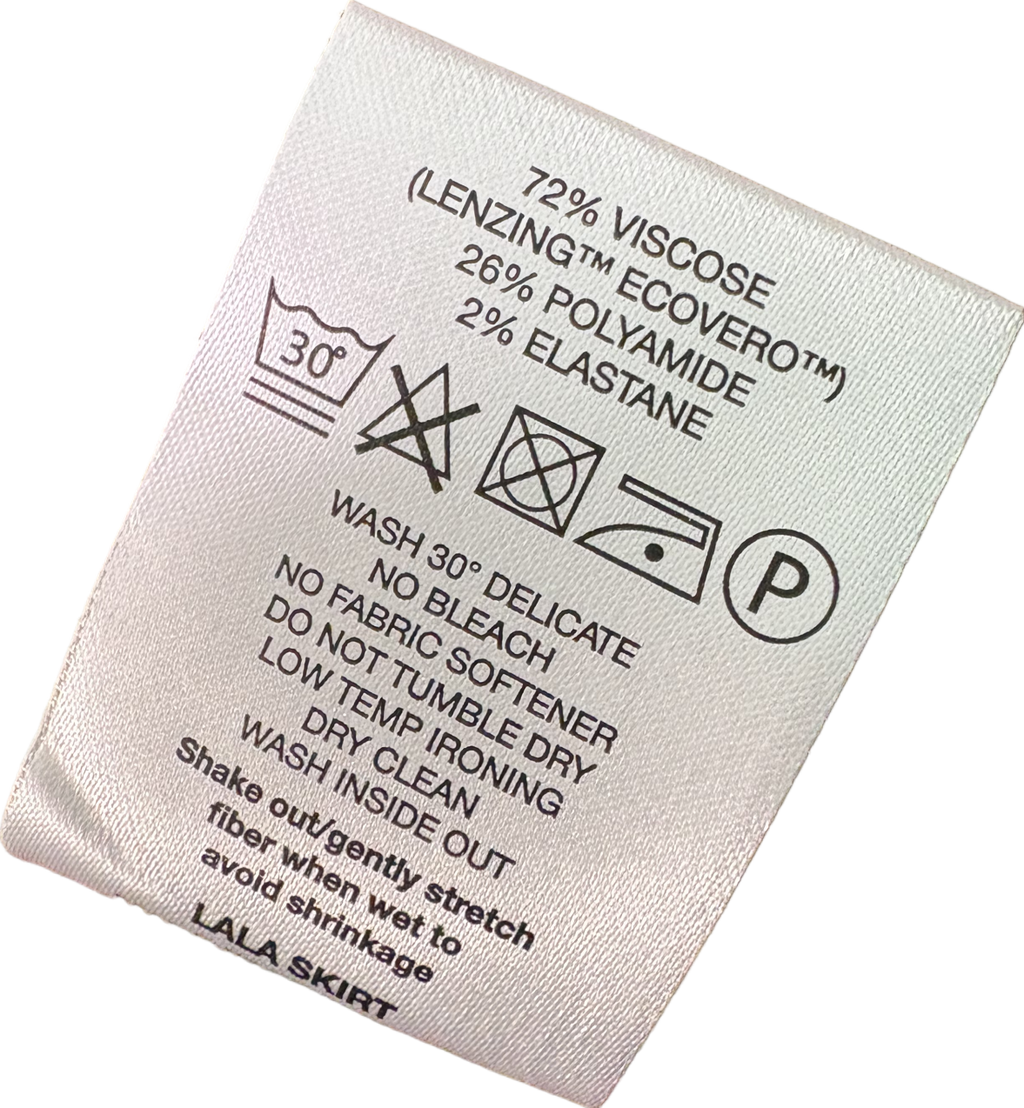 72% VISCOSE
(LENZING™ ECOVERO™)
26% POLYAMIDE
2% ELASTANE
30° P
WASH 30° DELICATE
NO BLEACH
NO FABRIC SOFTENER
DO NOT TUMBLE DRY
LOW TEMP IRONING
DRY CLEAN
WASH INSIDE OUT
Shake out/gently stretch
fiber when wet to
avoid shrinkage
LALA SKIRT